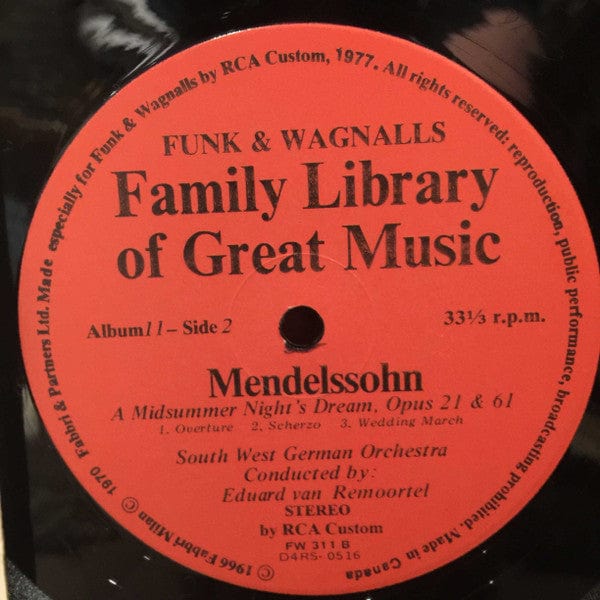 © 1966 Fabbri Milan © 1970 Fabbri & Partners Ltd. Made especially for Funk & Wagnalls by RCA Custom, 1977. All rights reserved: reproduction, public performance, broadcasting prohibited. Made in Canada
FUNK & WAGNALLS
Family Library
of Great Music
Album 11 – Side 2
33⅓ r.p.m.
Mendelssohn
A Midsummer Night's Dream, Opus 21 & 61
1. Overture 2. Scherzo 3. Wedding March
South West German Orchestra
Conducted by:
Eduard van Remoortel
STEREO
by RCA Custom
FW 311 B
D4RS-0516